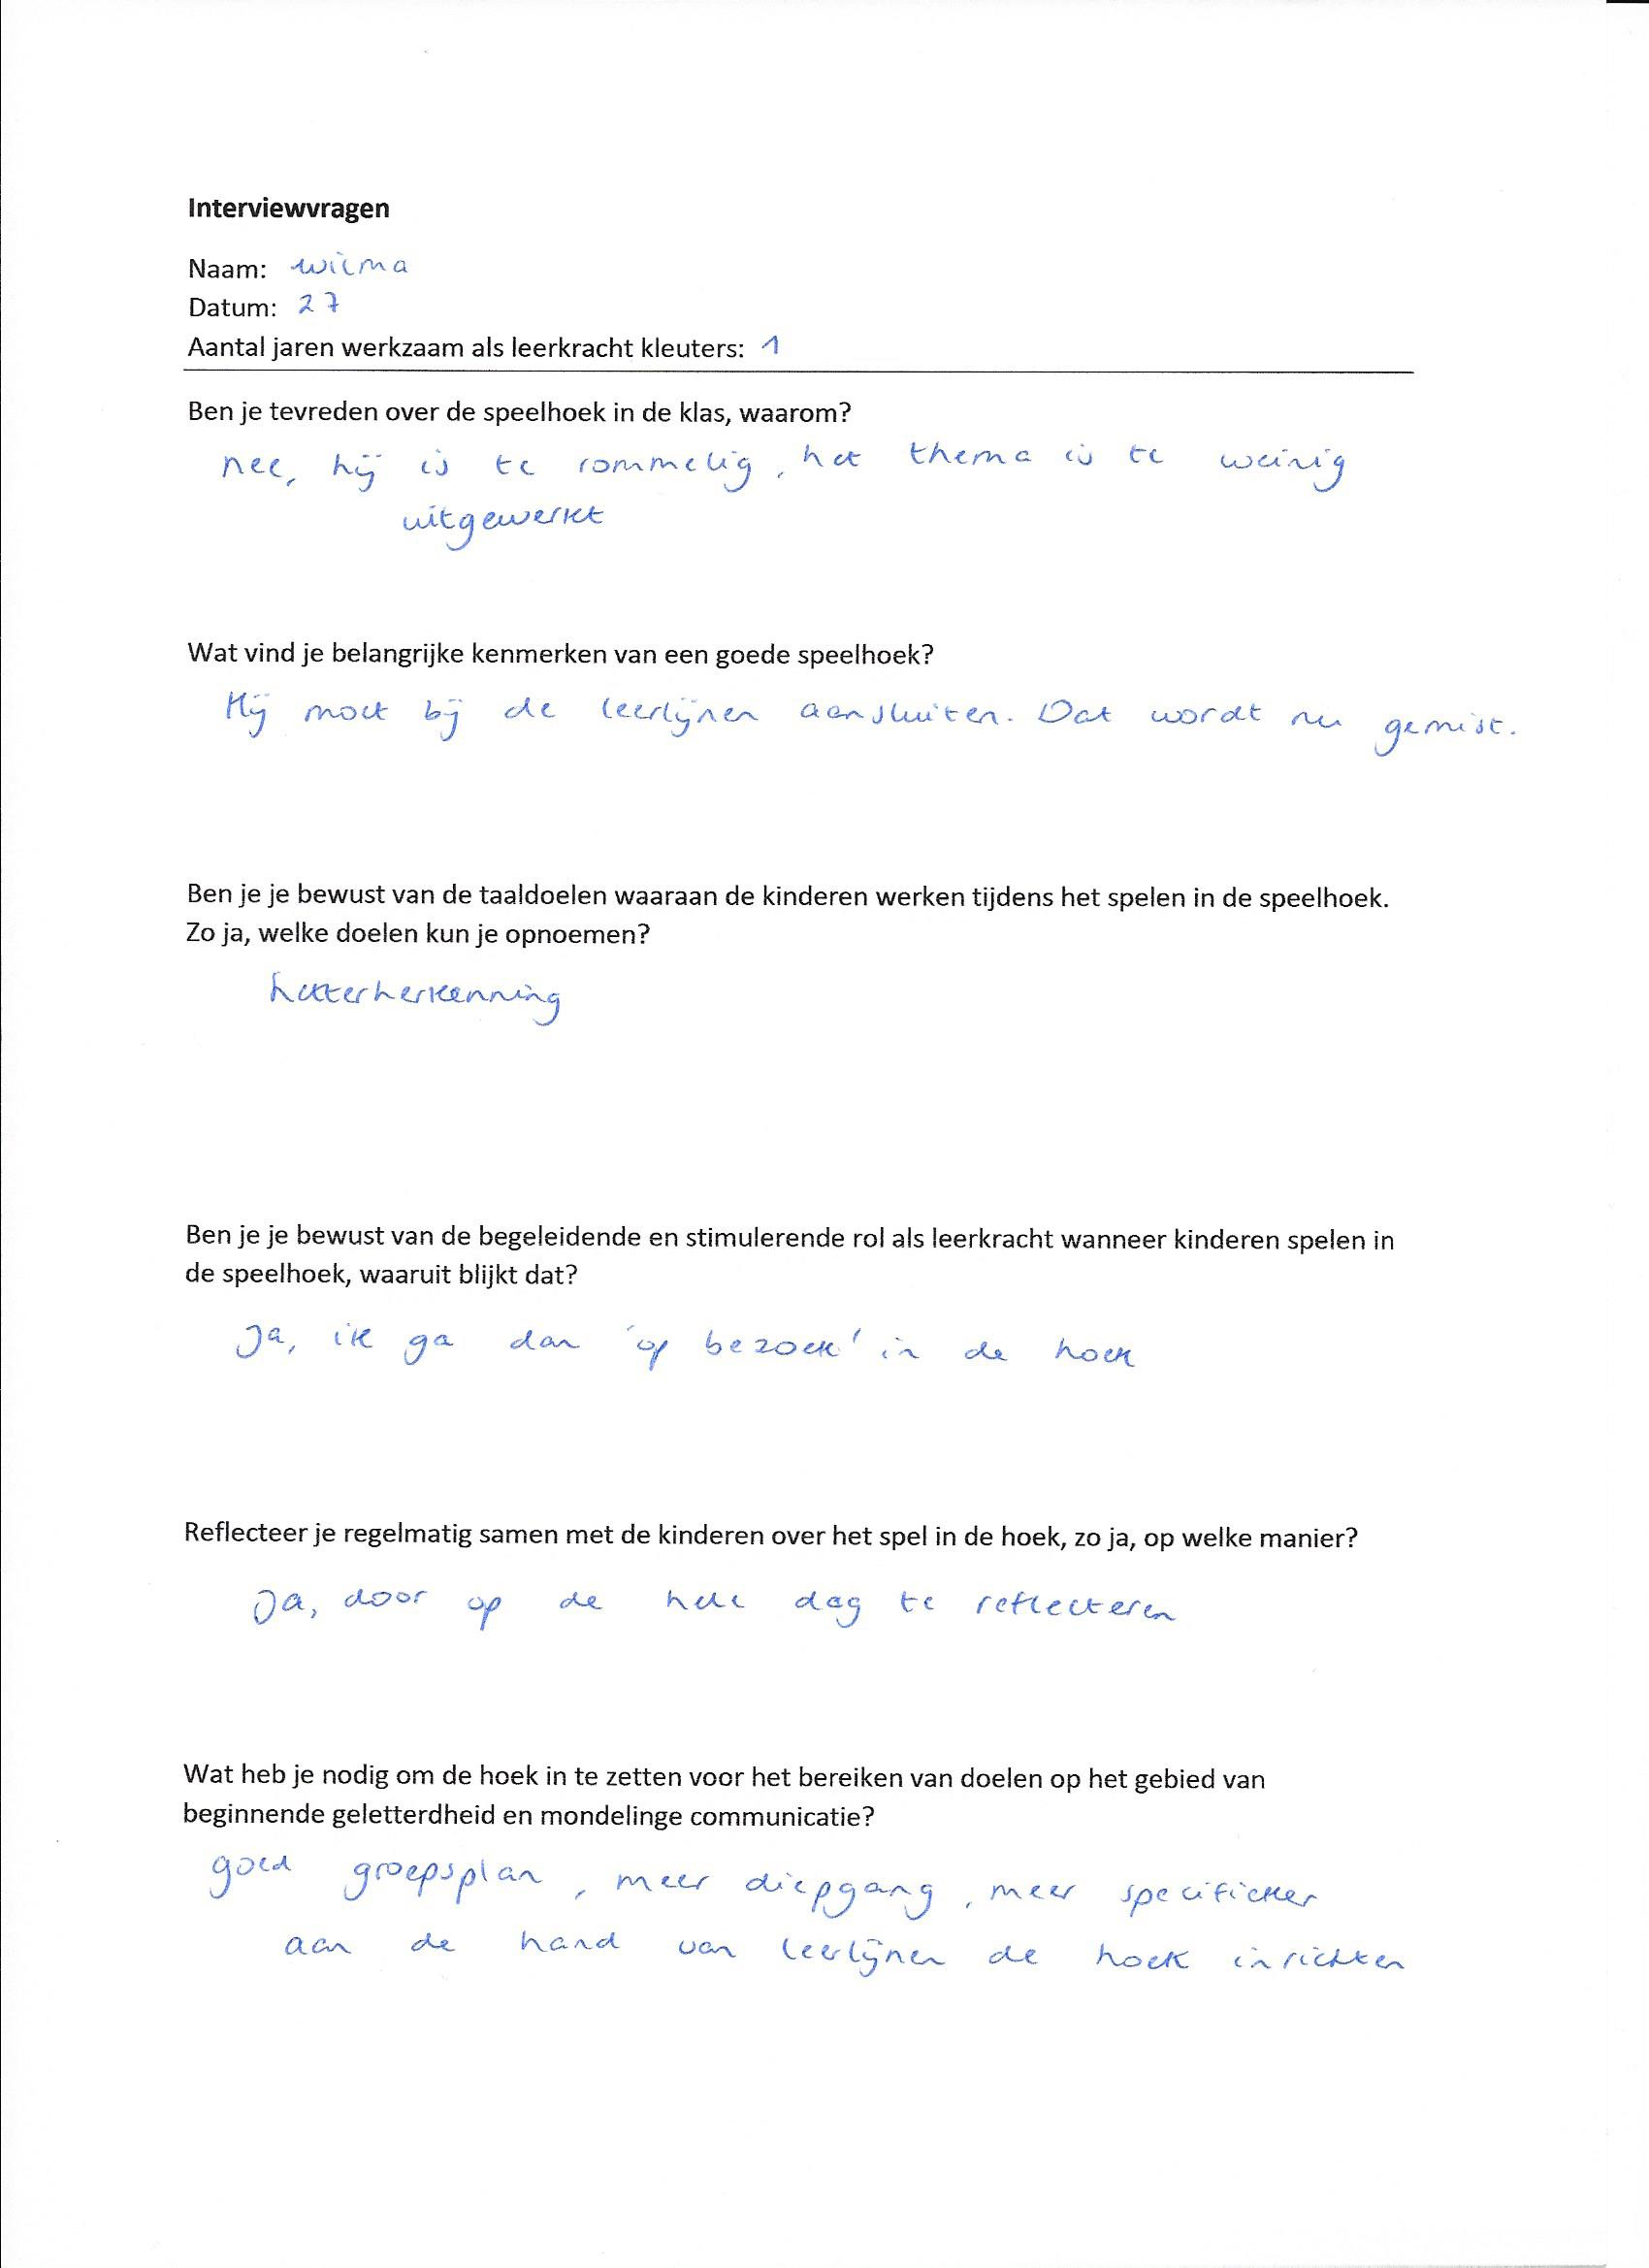 Interviewvragen
Naam: Wilma
Datum: 27
Aantal jaren werkzaam als leerkracht kleuters: 1
Ben je tevreden over de speelhoek in de klas, waarom?
nee, hij is te rommelig, het thema is te weinig
uitgewerkt
Wat vind je belangrijke kenmerken van een goede speelhoek?
Hij moet bij de leerlijnen aansluiten. Dat wordt nu gemist.
Ben je je bewust van de taaldoelen waaraan de kinderen werken tijdens het spelen in de speelhoek.
Zo ja, welke doelen kun je opnoemen?
Letterherkenning
Ben je je bewust van de begeleidende en stimulerende rol als leerkracht wanneer kinderen spelen in
de speelhoek, waaruit blijkt dat?
Ja, ik ga dan 'op bezoek' in de hoek
Reflecteer je regelmatig samen met de kinderen over het spel in de hoek, zo ja, op welke manier?
Ja, door op de hele dag te reflecteren
Wat heb je nodig om de hoek in te zetten voor het bereiken van doelen op het gebied van
beginnende geletterdheid en mondelinge communicatie?
goed groepsplan, meer diepgang, meer specifieker
aan de hand van leerlijnen de hoek inrichten